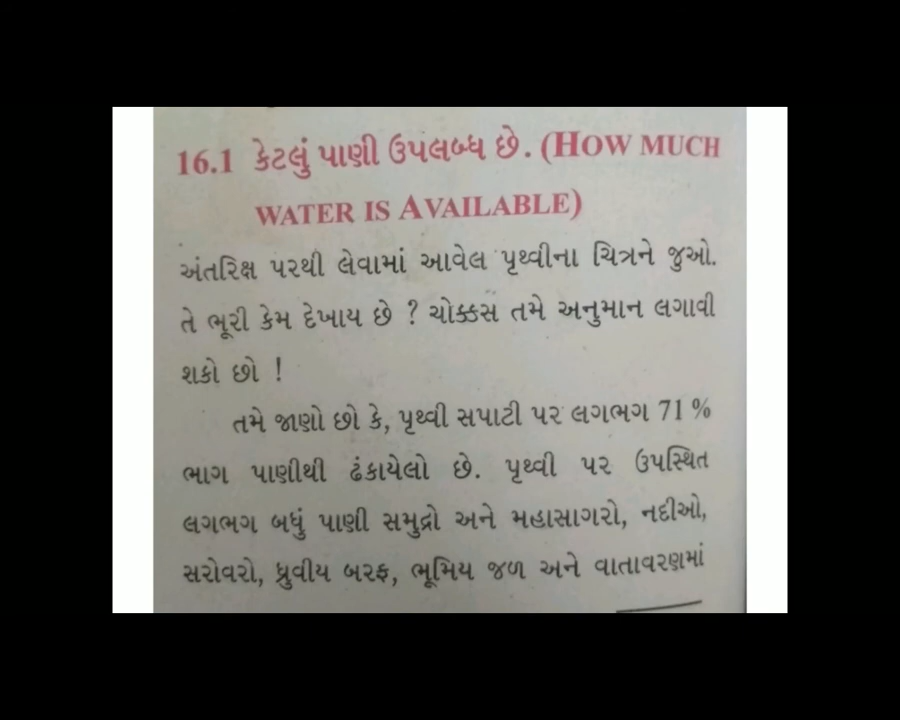 16.1 કેટલું પાણી ઉપલબ્ધ છે. (HOW MUCH
WATER IS AVAILABLE)
અંતરિક્ષ પરથી લેવામાં આવેલ પૃથ્વીના ચિત્રને જુઓ.
તે ભૂરી કેમ દેખાય છે ? ચોક્કસ તમે અનુમાન લગાવી
શકો છો !
તમે જાણો છો કે, પૃથ્વી સપાટી પર લગભગ 71 %
ભાગ પાણીથી ઢંકાયેલો છે. પૃથ્વી પર ઉપસ્થિત
લગભગ બધું પાણી સમુદ્રો અને મહાસાગરો, નદીઓ,
સરોવરો, ધ્રુવીય બરફ, ભૂમિય જળ અને વાતાવરણમાં